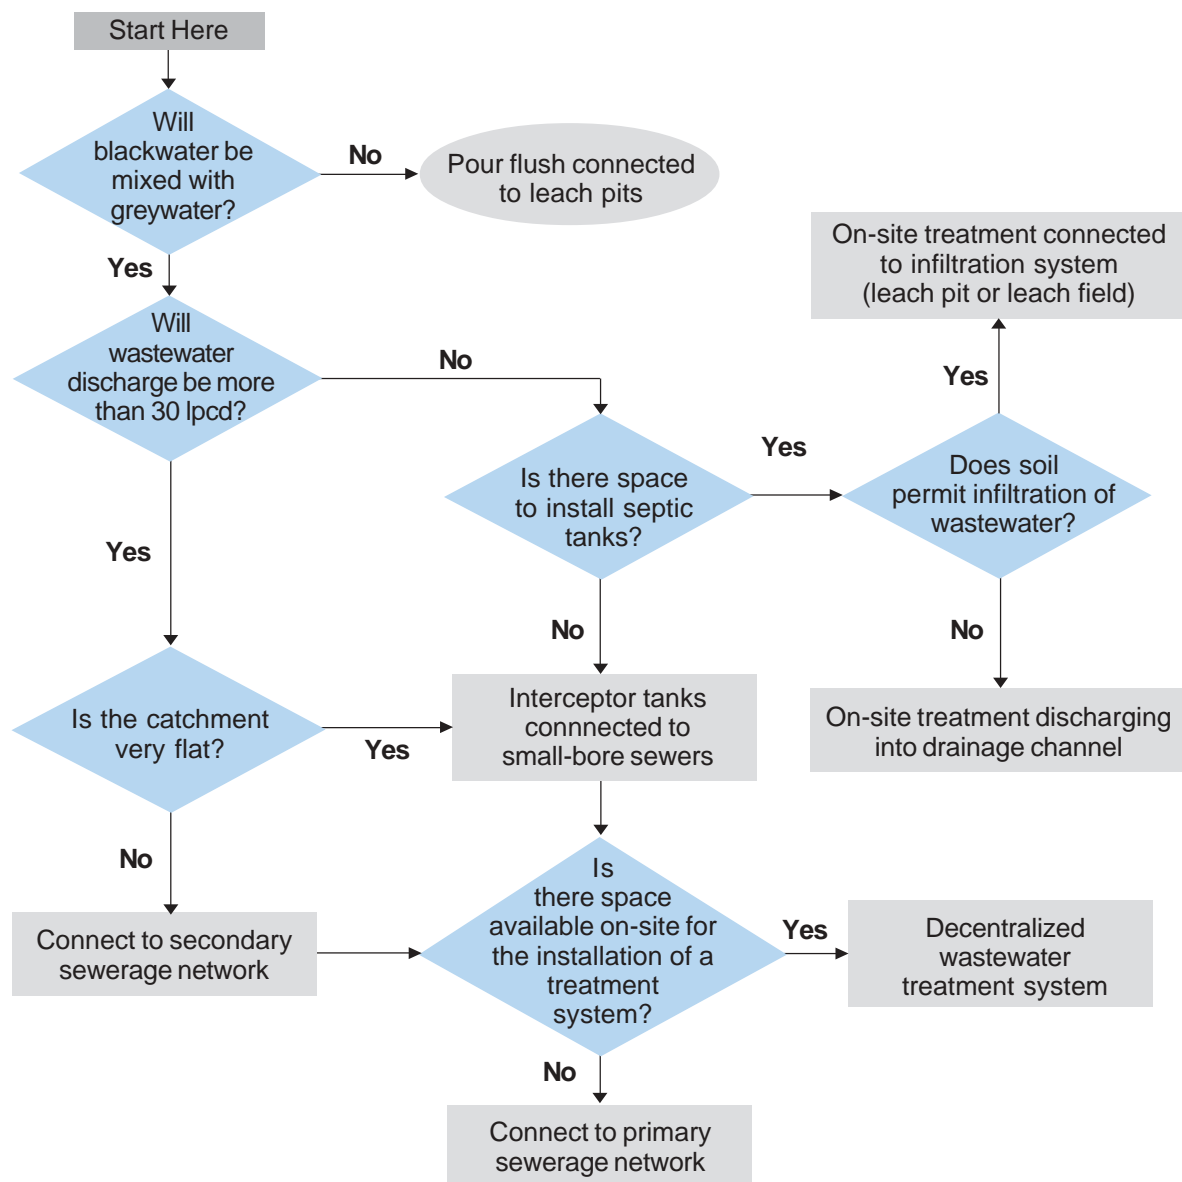 Start Here
Will
blackwater be
mixed with
greywater?
No
Pour flush connected
to leach pits
Yes
Will
wastewater
discharge be more
than 30 lpcd?
No
Is there space
to install septic
tanks?
Yes
Does soil
permit infiltration of
wastewater?
Yes
On-site treatment connected
to infiltration system
(leach pit or leach field)
No
On-site treatment discharging
into drainage channel
Yes
No
Is the catchment
very flat?
Yes
Interceptor tanks
connnected to
small-bore sewers
No
Connect to secondary
sewerage network
Is
there space
available on-site for
the installation of a
treatment
system?
Yes
Decentralized
wastewater
treatment system
No
Connect to primary
sewerage network